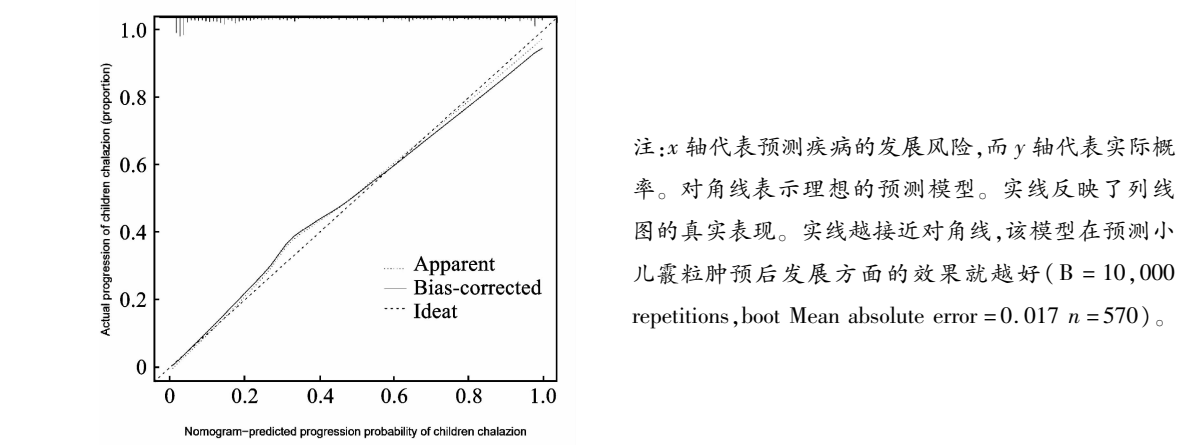 Actual progression of children chalazion (proportion)
1.0
0.8
0.6
0.4
0.2
0
Apparent
Bias-corrected
Ideat
0 0.2 0.4 0.6 0.8 1.0
Nomogram-predicted progression probability of children chalazion
注:x 轴代表预测疾病的发展风险,而 y 轴代表实际概
率。对角线表示理想的预测模型。实线反映了列线
图的真实表现。实线越接近对角线,该模型在预测小
儿霰粒肿预后发展方面的效果就越好(B = 10,000
repetitions,boot Mean absolute error = 0.017 n = 570)。